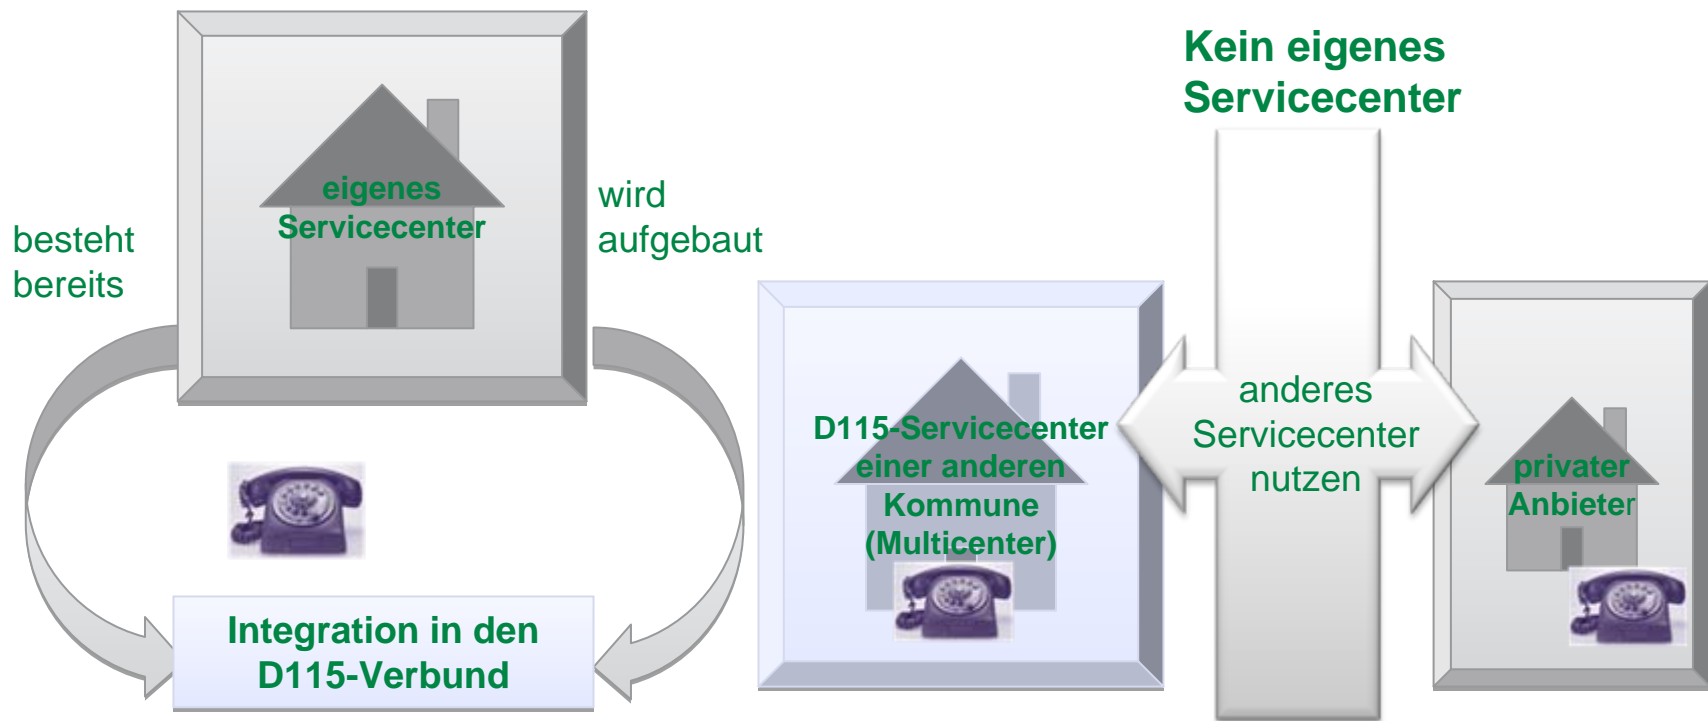 eigenes
Servicecenter
besteht
bereits
wird
aufgebaut
Integration in den
D115-Verbund
Kein eigenes
Servicecenter
D115-Servicecenter
einer anderen
Kommune
(Multicenter)
anderes
Servicecenter
nutzen
privater
Anbieter